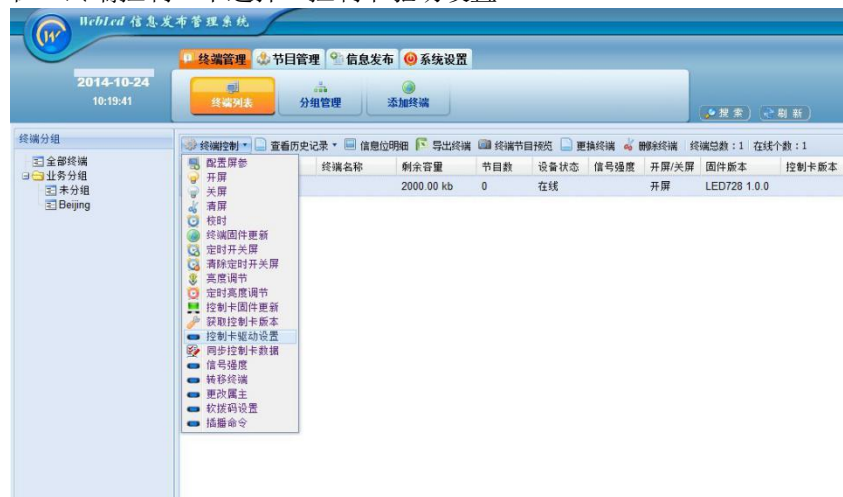 WebLed 信息发布管理系统
终端管理 节目管理 信息发布 系统设置
2014-10-24
10:19:41
终端列表 分组管理 添加终端
搜索 刷新
终端分组
全部终端
业务分组
未分组
Beijing
终端控制 查看历史记录 信息位明细 导出终端 终端节目预览 更换终端 删除终端 终端总数：1 在线个数：1
终端名称 剩余容量 节目数 设备状态 信号强度 开屏/关屏 固件版本 控制卡版本
2000.00 kb 0 在线 开屏 LED728 1.0.0
配置屏参
开屏
关屏
清屏
校时
终端固件更新
定时开关屏
清除定时开关屏
亮度调节
定时亮度调节
控制卡固件更新
获取控制卡版本
控制卡驱动设置
同步控制卡数据
信号强度
转移终端
更改属主
软拨码设置
插播命令